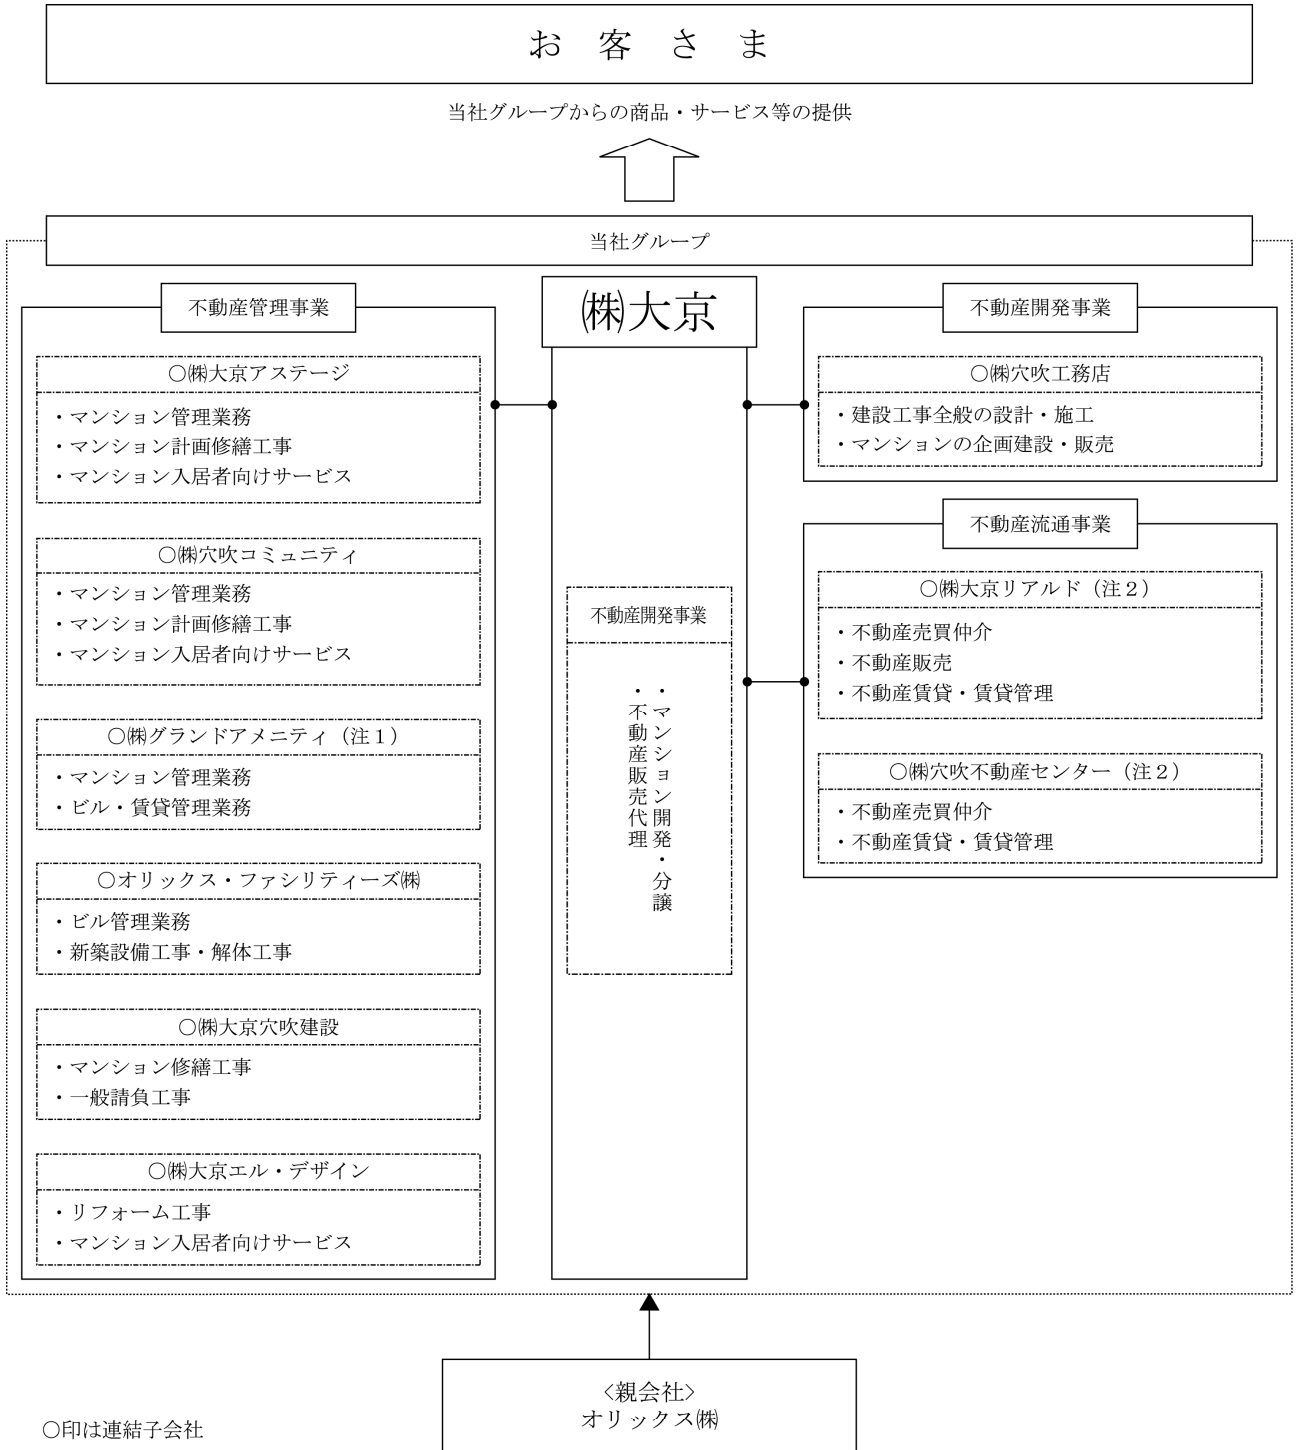 お客さま
当社グループからの商品・サービス等の提供
当社グループ
㈱大京
不動産管理事業
〇㈱大京アステージ
・マンション管理業務
・マンション計画修繕工事
・マンション入居者向けサービス
〇㈱穴吹コミュニティ
・マンション管理業務
・マンション計画修繕工事
・マンション入居者向けサービス
〇㈱グランドアメニティ（注１）
・マンション管理業務
・ビル・賃貸管理業務
〇オリックス・ファシリティーズ㈱
・ビル管理業務
・新築設備工事・解体工事
〇㈱大京穴吹建設
・マンション修繕工事
・一般請負工事
〇㈱大京エル・デザイン
・リフォーム工事
・マンション入居者向けサービス
不動産開発事業
・マンション開発・分譲
・不動産販売代理
不動産開発事業
〇㈱穴吹工務店
・建設工事全般の設計・施工
・マンションの企画建設・販売
不動産流通事業
〇㈱大京リアルド（注２）
・不動産売買仲介
・不動産販売
・不動産賃貸・賃貸管理
〇㈱穴吹不動産センター（注２）
・不動産売買仲介
・不動産賃貸・賃貸管理
〈親会社〉
オリックス㈱
〇印は連結子会社